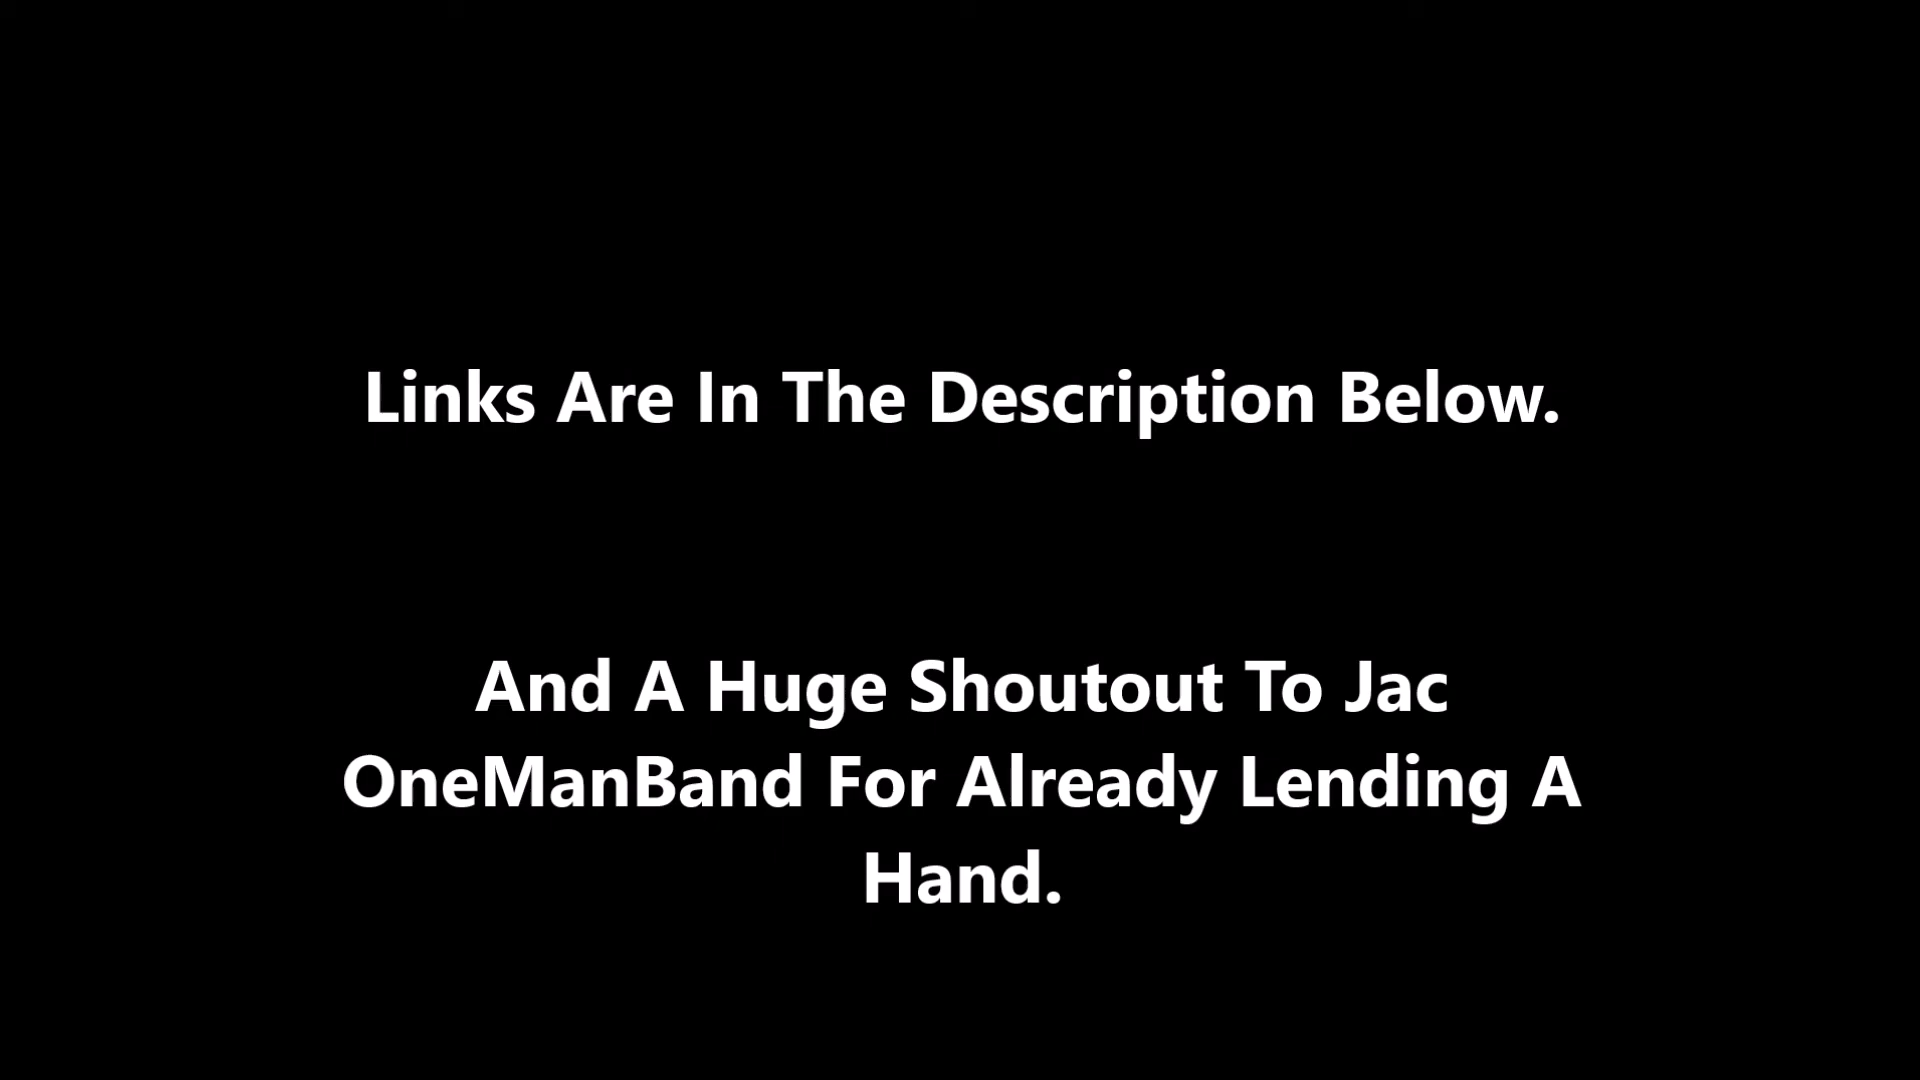 Links Are In The Description Below.
And A Huge Shoutout To Jac
OneManBand For Already Lending A
Hand.